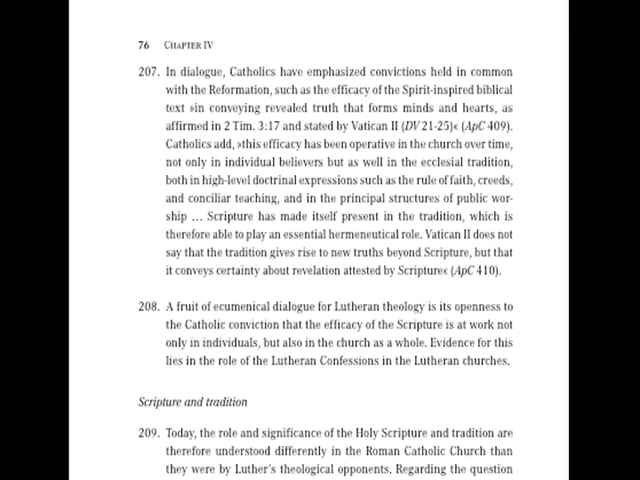 76 CHAPTER IV
207. In dialogue, Catholics have emphasized convictions held in common
with the Reformation, such as the efficacy of the Spirit-inspired biblical
text »in conveying revealed truth that forms minds and hearts, as
affirmed in 2 Tim. 3:17 and stated by Vatican II (DV 21-25)« (ApC 409).
Catholics add, »this efficacy has been operative in the church over time,
not only in individual believers but as well in the ecclesial tradition,
both in high-level doctrinal expressions such as the rule of faith, creeds,
and conciliar teaching, and in the principal structures of public wor-
ship ... Scripture has made itself present in the tradition, which is
therefore able to play an essential hermeneutical role. Vatican II does not
say that the tradition gives rise to new truths beyond Scripture, but that
it conveys certainty about revelation attested by Scripture« (ApC 410).
208. A fruit of ecumenical dialogue for Lutheran theology is its openness to
the Catholic conviction that the efficacy of the Scripture is at work not
only in individuals, but also in the church as a whole. Evidence for this
lies in the role of the Lutheran Confessions in the Lutheran churches.
Scripture and tradition
209. Today, the role and significance of the Holy Scripture and tradition are
therefore understood differently in the Roman Catholic Church than
they were by Luther's theological opponents. Regarding the question